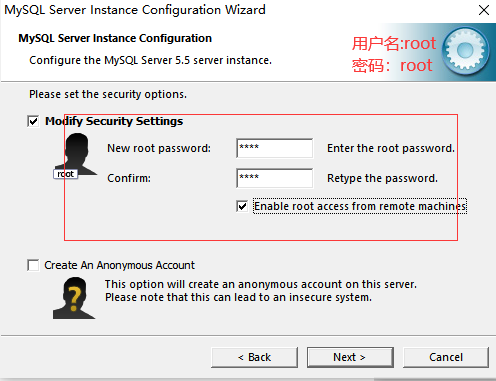 MySQL Server Instance Configuration Wizard
MySQL Server Instance Configuration
Configure the MySQL Server 5.5 server instance.
用户名:root
密码：root
Please set the security options.
Modify Security Settings
New root password: **** Enter the root password.
root
Confirm: **** Retype the password.
Enable root access from remote machines
Create An Anonymous Account
This option will create an anonymous account on this server.
Please note that this can lead to an insecure system.
< Back Next > Cancel